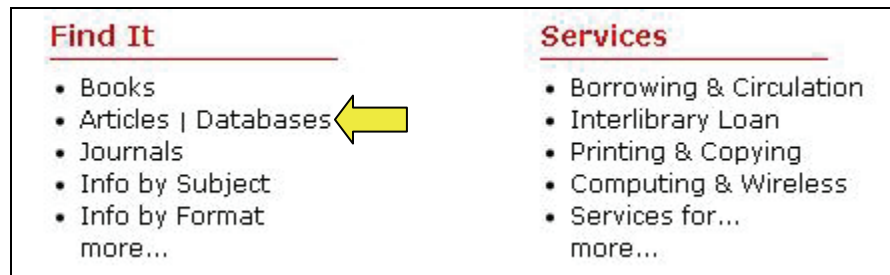 Find It
• Books
• Articles | Databases
• Journals
• Info by Subject
• Info by Format
more...
Services
• Borrowing & Circulation
• Interlibrary Loan
• Printing & Copying
• Computing & Wireless
• Services for...
more...